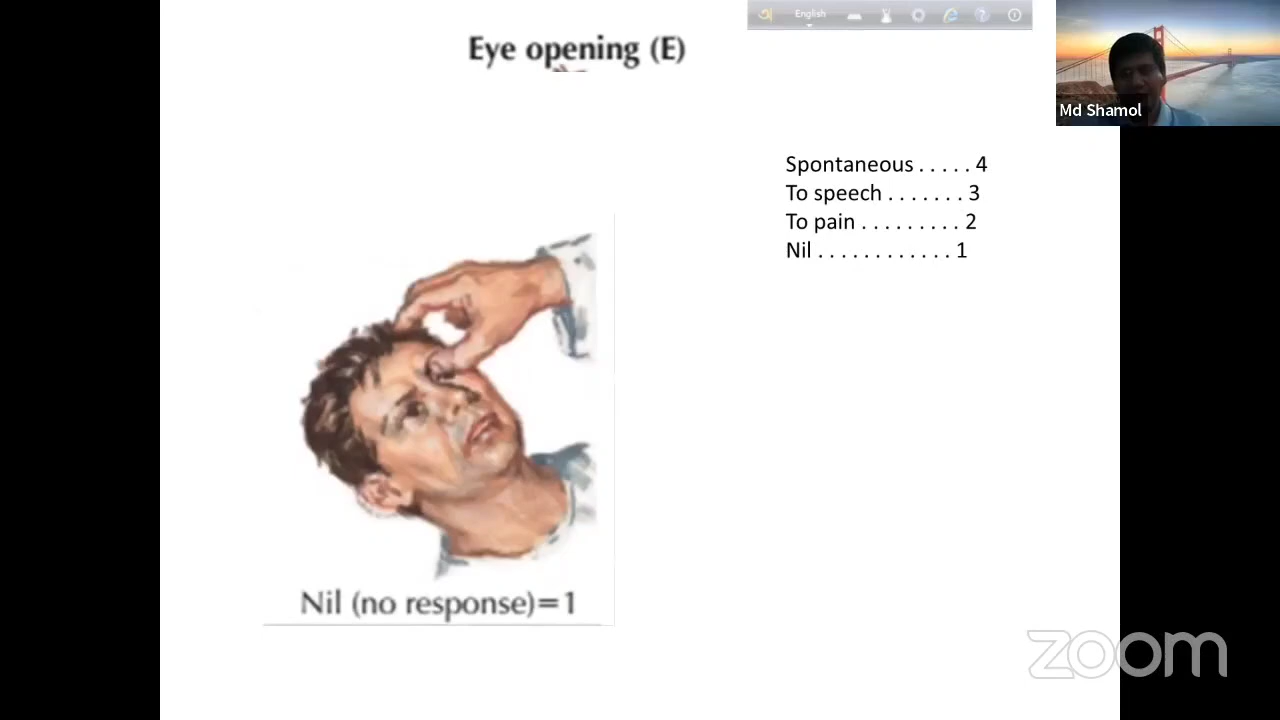 English
Eye opening (E)
Md Shamol
Spontaneous . . . . . 4
To speech . . . . . . . 3
To pain . . . . . . . . . 2
Nil . . . . . . . . . . . . 1
Nil (no response)=1
zoom